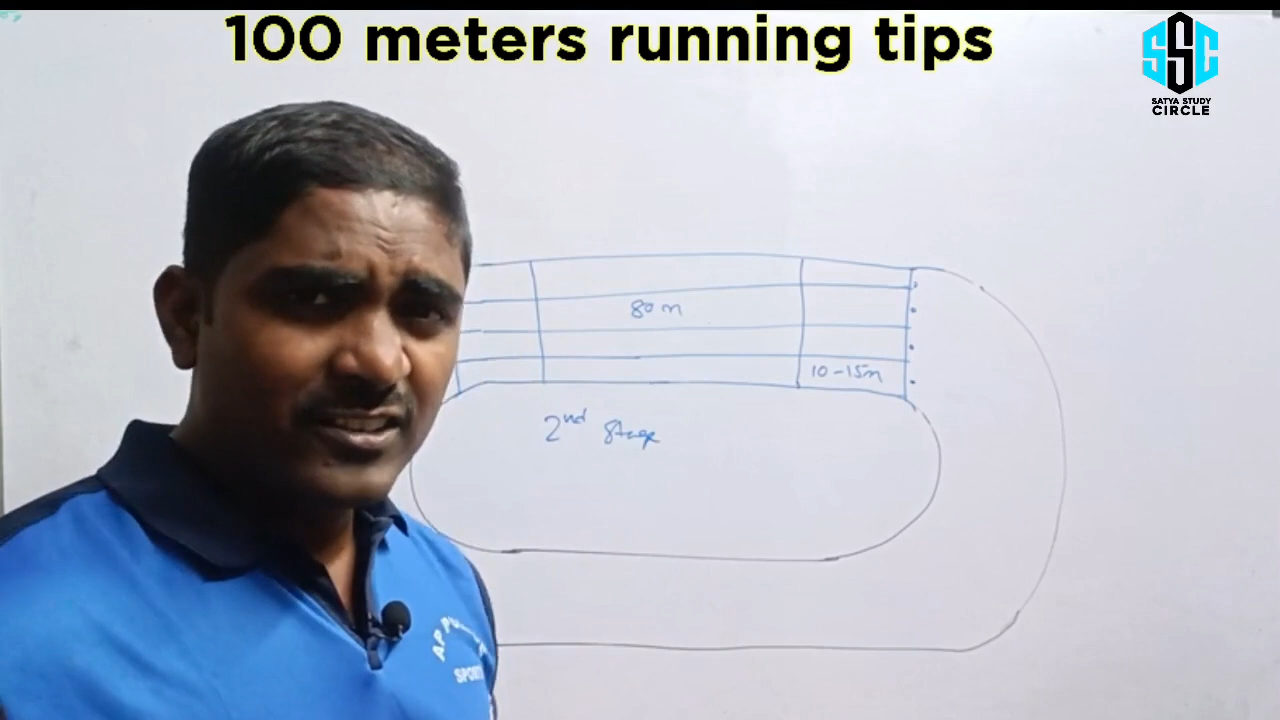 100 meters running tips
SSC
SATYA STUDY
CIRCLE
80 m
10-15m
2nd Stage